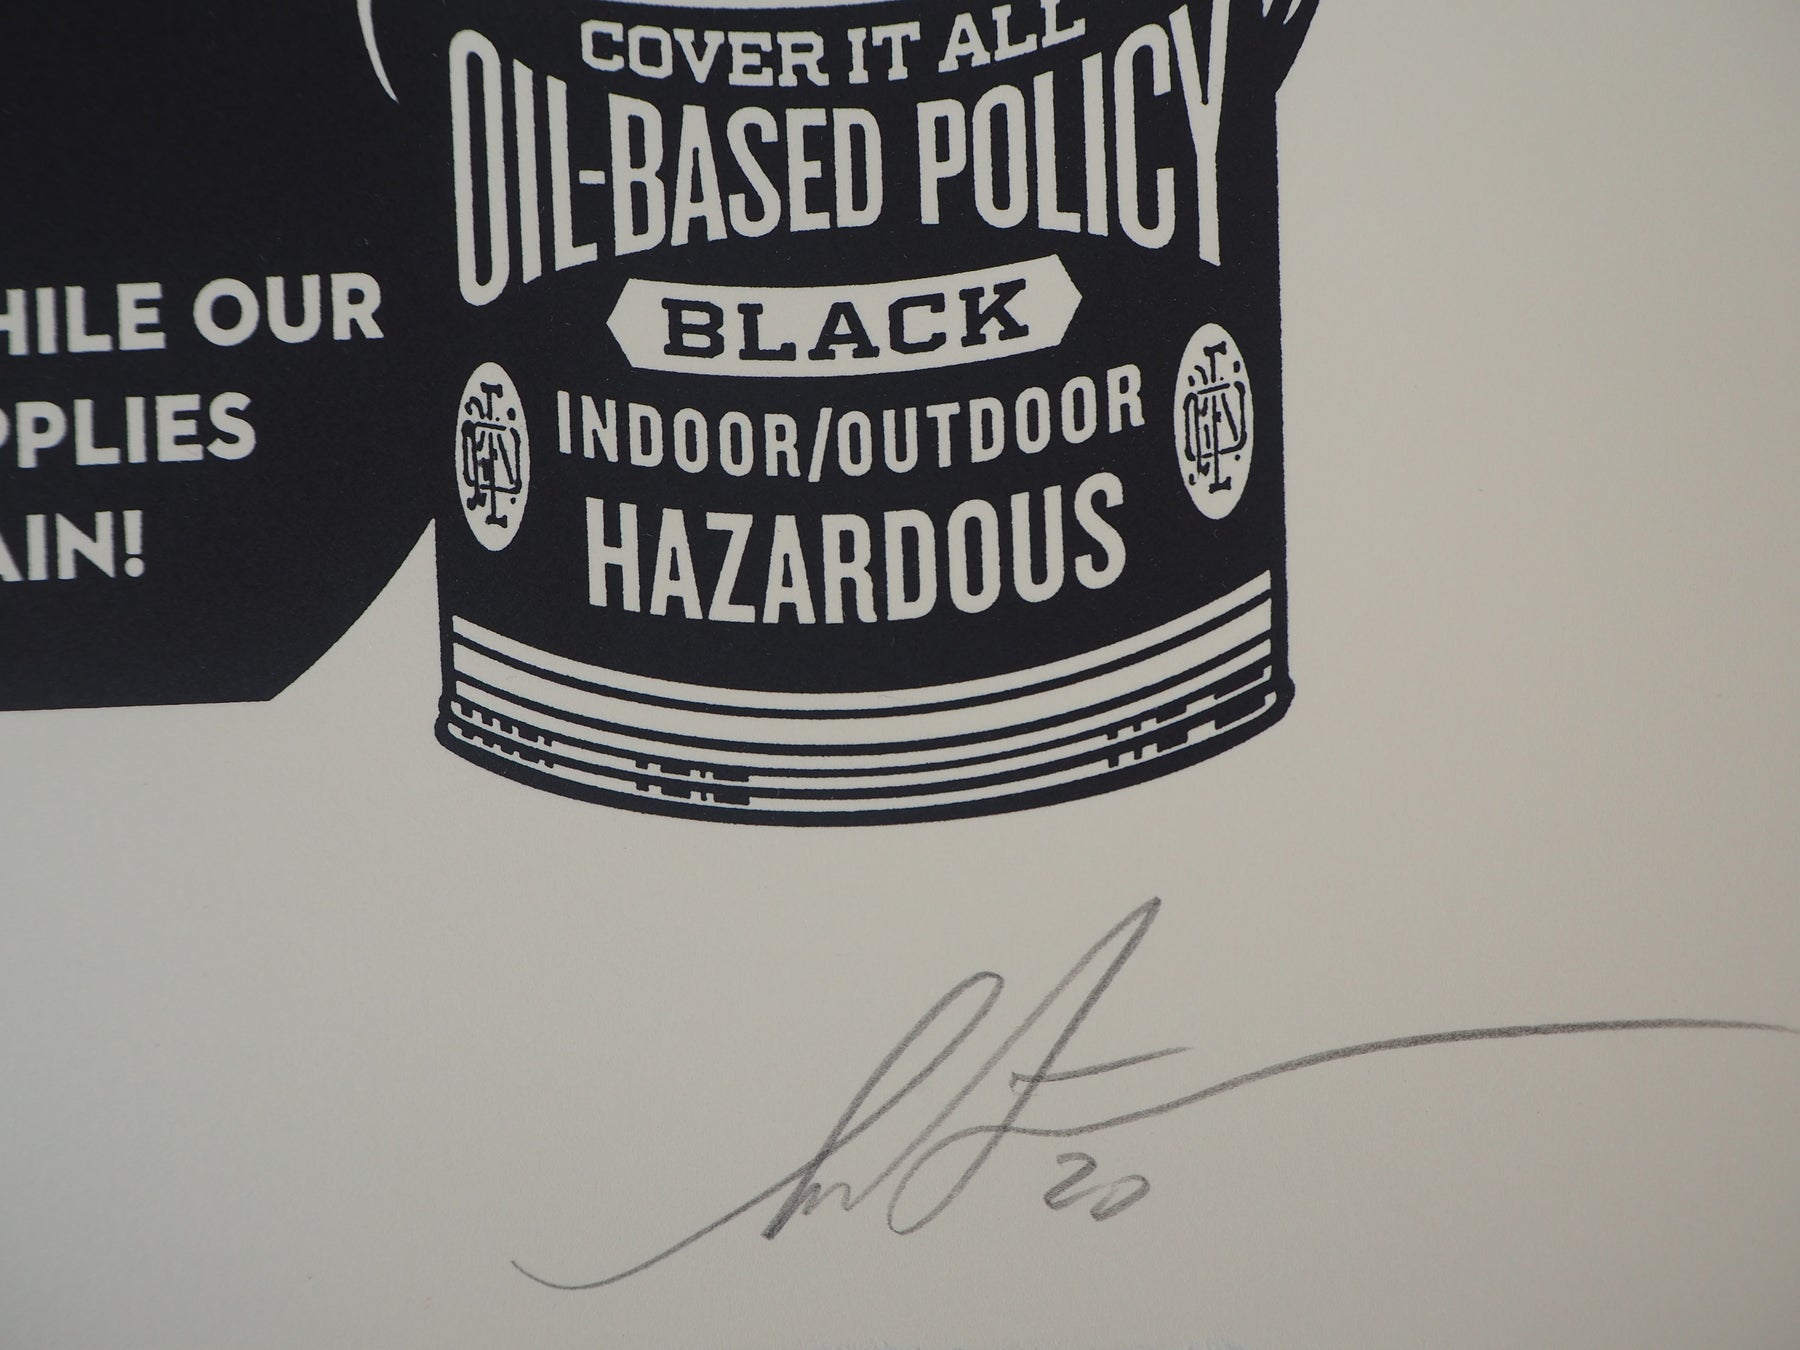 COVER IT ALL
OIL-BASED POLICY
BLACK
INDOOR/OUTDOOR
HAZARDOUS
HILE OUR
PPLIES
AIN!
20